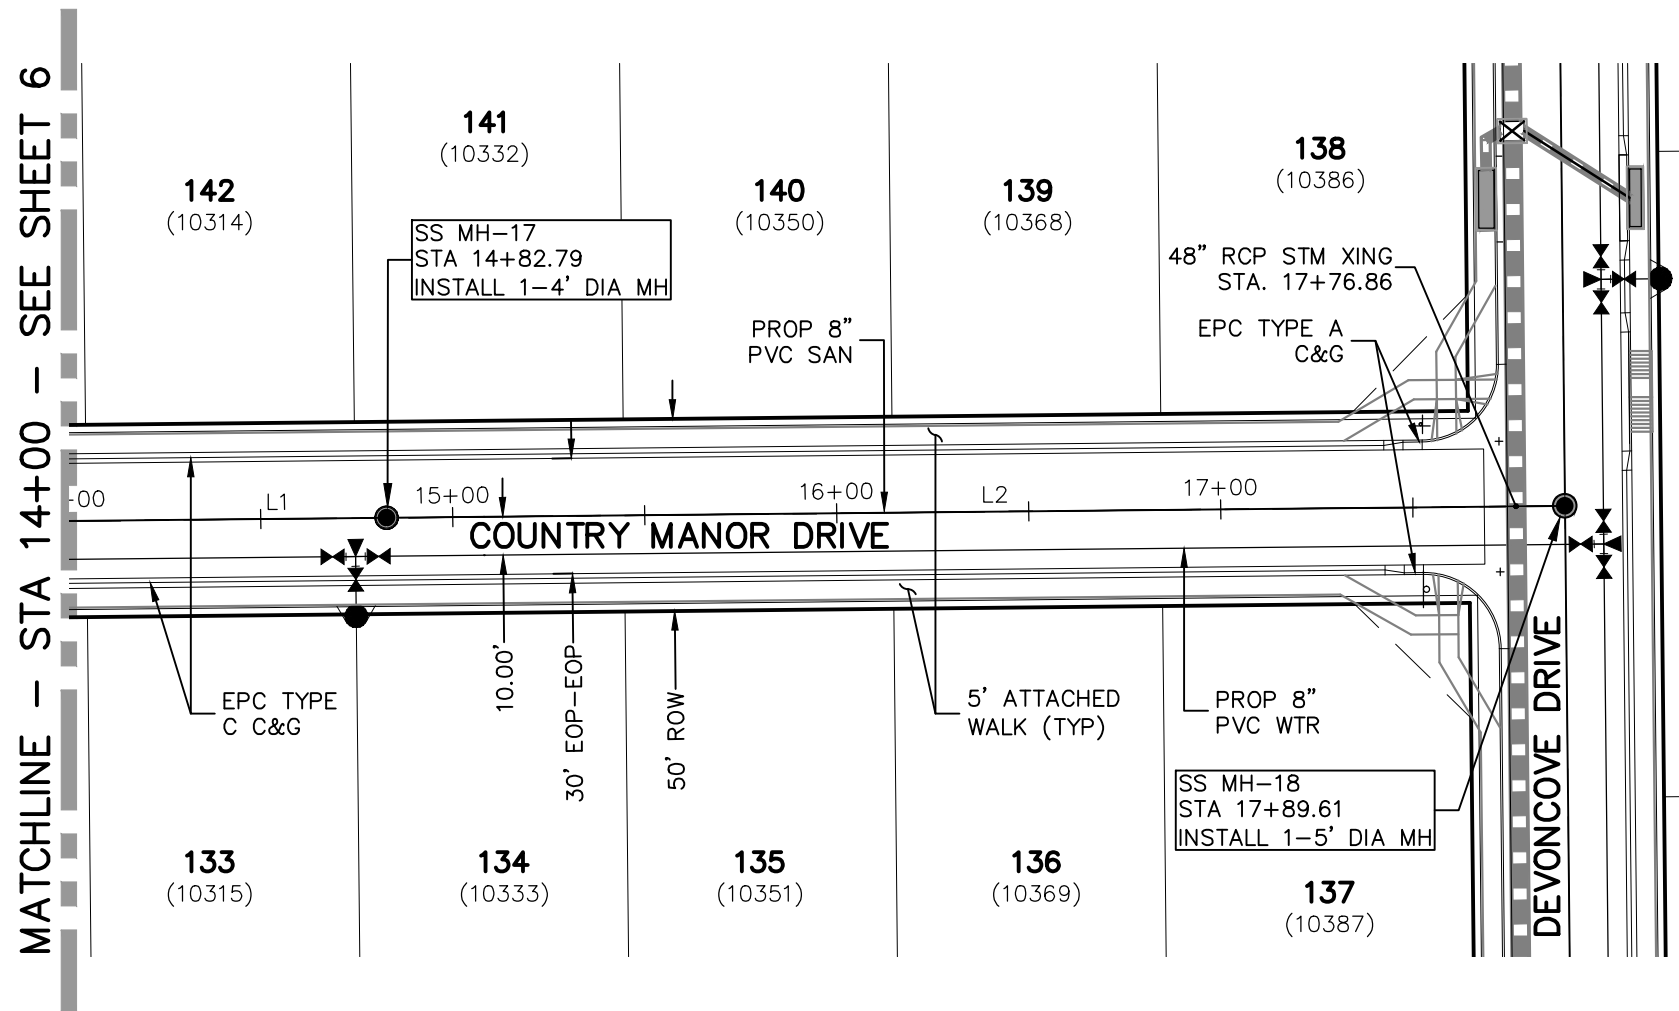 MATCHLINE – STA 14+00 – SEE SHEET 6
142
(10314)
141
(10332)
140
(10350)
139
(10368)
138
(10386)
SS MH–17
STA 14+82.79
INSTALL 1–4' DIA MH
PROP 8"
PVC SAN
48" RCP STM XING
STA. 17+76.86
EPC TYPE A
C&G
+00
L1
15+00
16+00
L2
17+00
COUNTRY MANOR DRIVE
EPC TYPE
C C&G
10.00'
30' EOP–EOP
50' ROW
5' ATTACHED
WALK (TYP)
PROP 8"
PVC WTR
SS MH–18
STA 17+89.61
INSTALL 1–5' DIA MH
DEVONCOVE DRIVE
133
(10315)
134
(10333)
135
(10351)
136
(10369)
137
(10387)